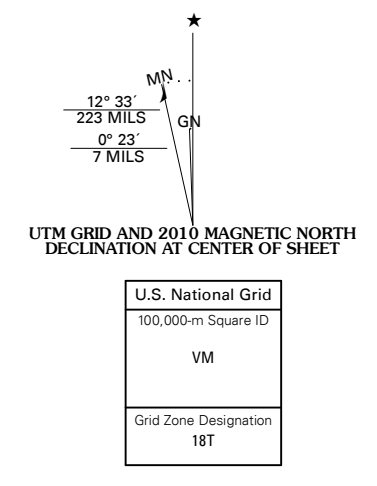 ★
MN
12° 33´
223 MILS
GN
0° 23´
7 MILS
UTM GRID AND 2010 MAGNETIC NORTH
DECLINATION AT CENTER OF SHEET
U.S. National Grid
100,000-m Square ID
VM
Grid Zone Designation
18T